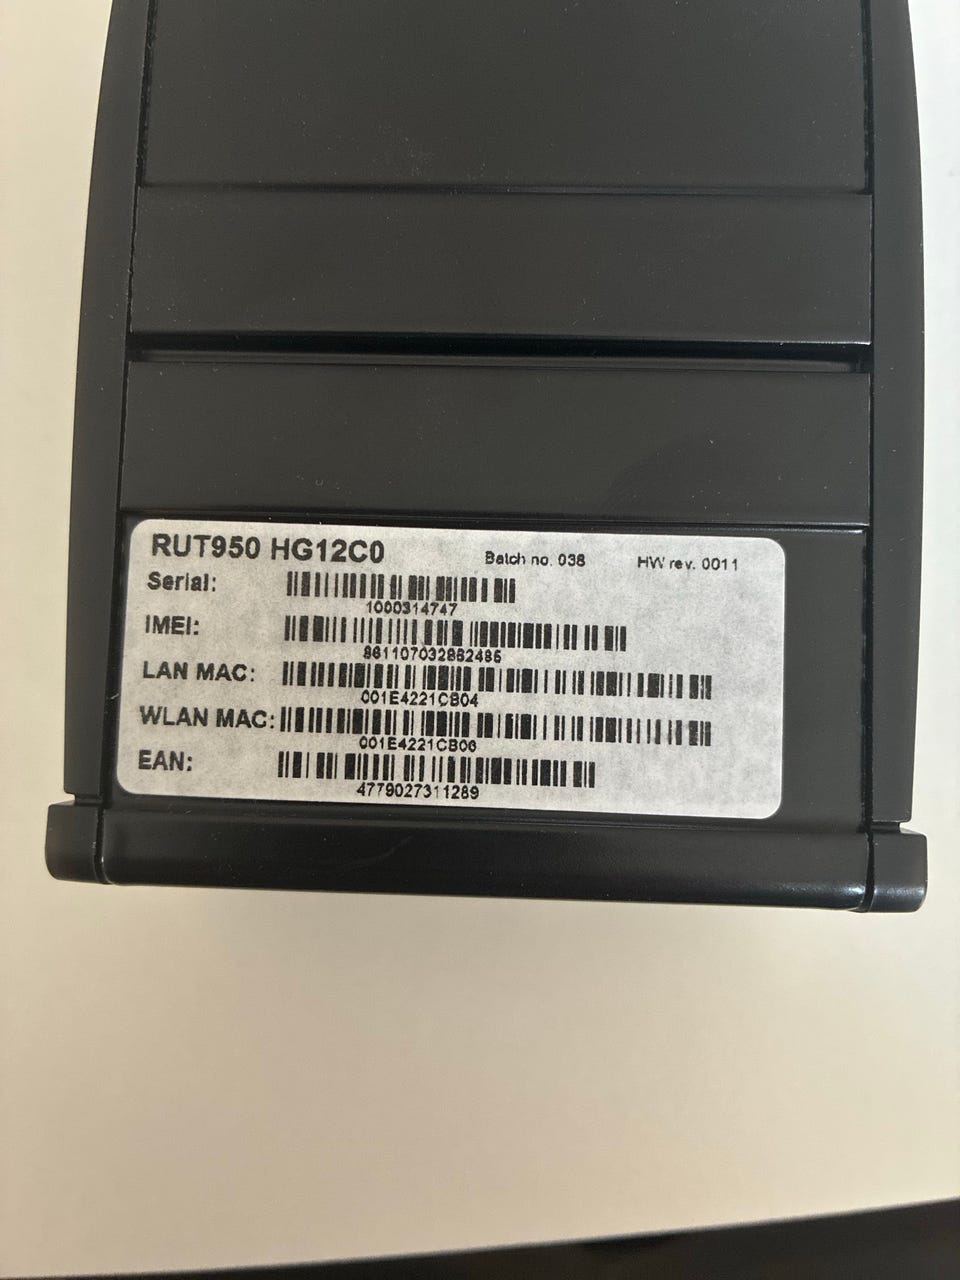 RUT950 HG12C0 Batch no. 038 HW rev. 0011
Serial:
1000314747
IMEI:
861107032862485
LAN MAC:
001E4221CB04
WLAN MAC:
001E4221CB06
EAN:
4779027311289